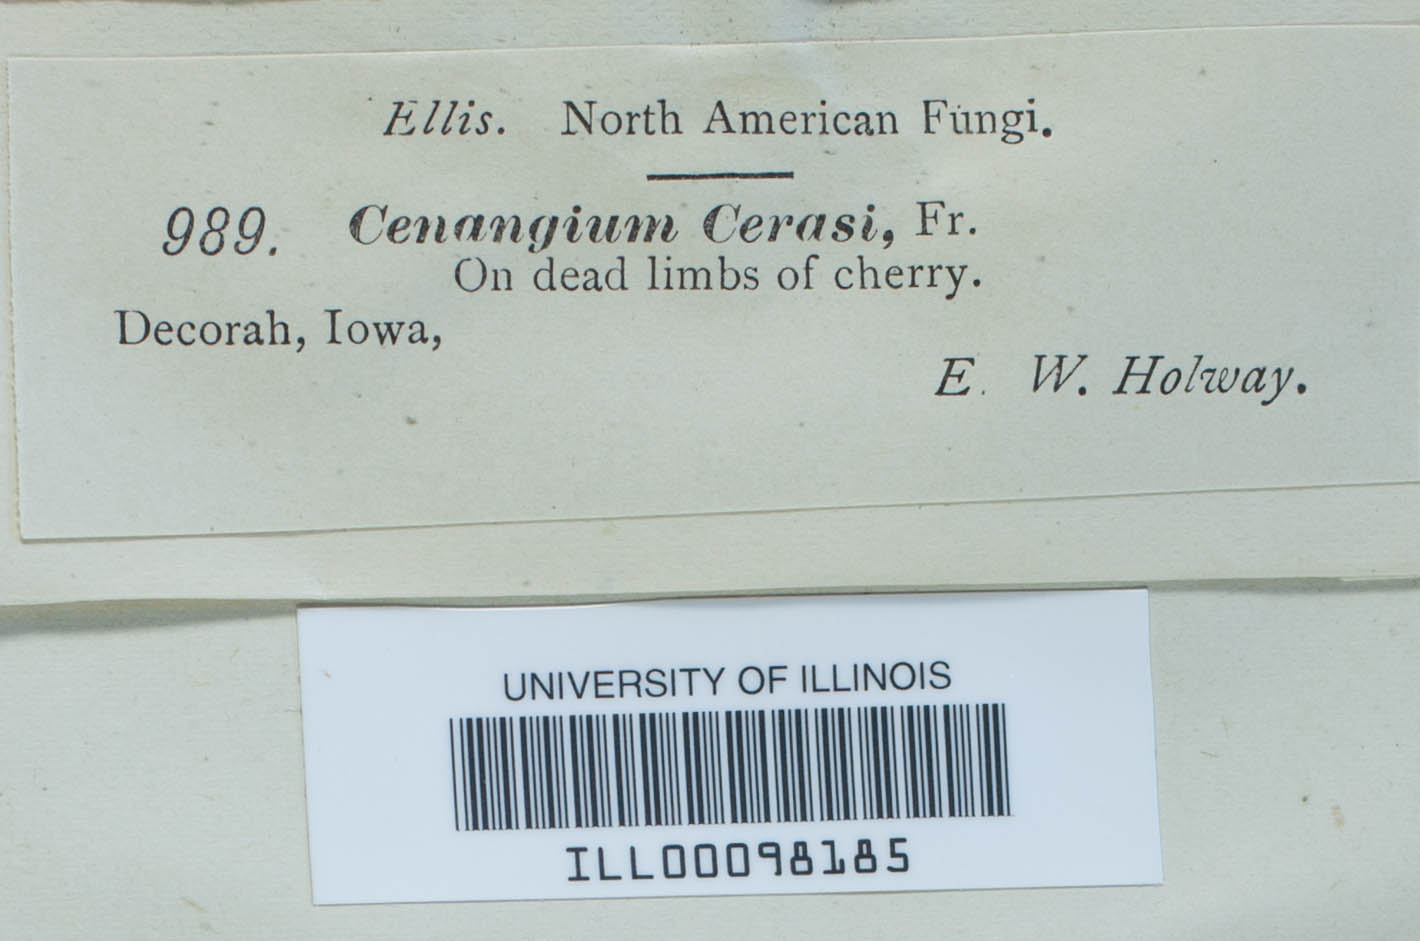 Ellis. North American Fungi.
989. Cenangium Cerasi, Fr.
On dead limbs of cherry.
Decorah, Iowa,
E. W. Holway.
UNIVERSITY OF ILLINOIS
ILL00098185